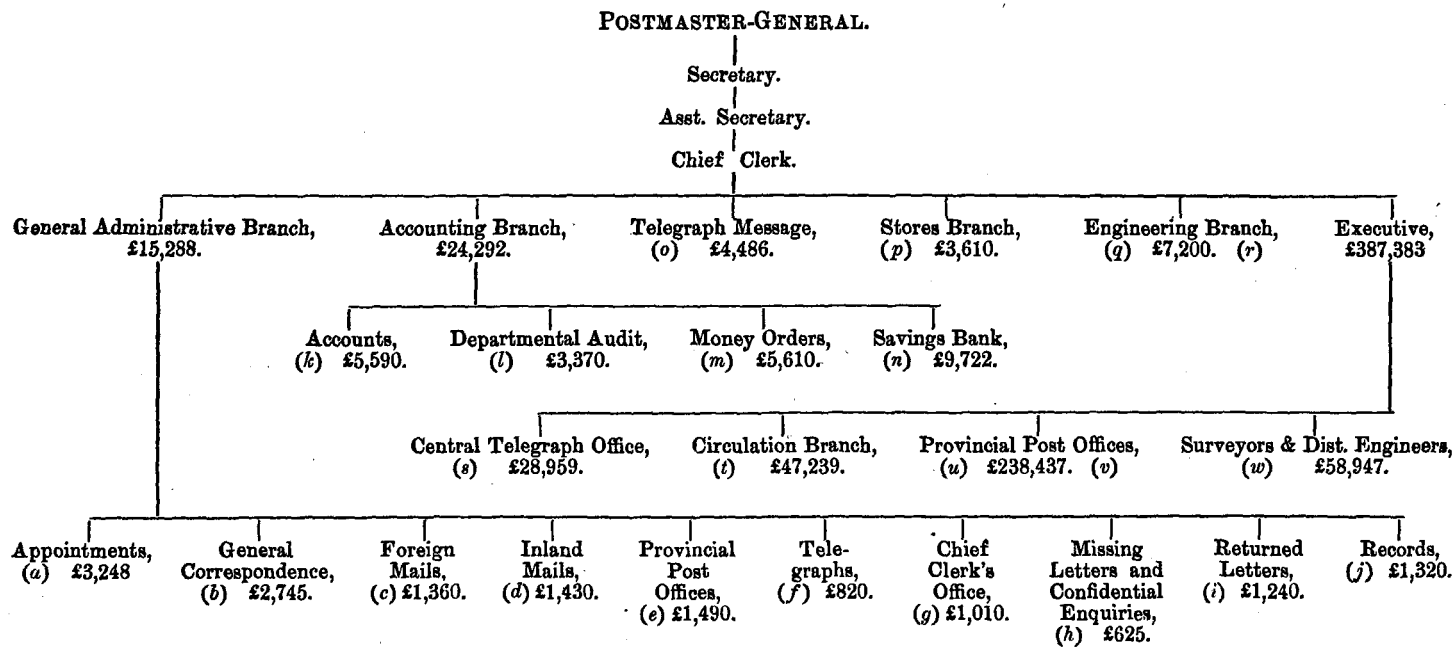 POSTMASTER-GENERAL.
Secretary.
Asst. Secretary.
Chief Clerk.
General Administrative Branch,
£15,288.
Accounting Branch,
£24,292.
Telegraph Message,
(o) £4,486.
Stores Branch,
(p) £3,610.
Engineering Branch,
(q) £7,200. (r)
Executive,
£387,383
Accounts,
(k) £5,590.
Departmental Audit,
(l) £3,370.
Money Orders,
(m) £5,610.
Savings Bank,
(n) £9,722.
Central Telegraph Office,
(s) £28,959.
Circulation Branch,
(t) £47,239.
Provincial Post Offices,
(u) £238,437. (v)
Surveyors & Dist. Engineers,
(w) £58,947.
Appointments,
(a) £3,248
General
Correspondence,
(b) £2,745.
Foreign
Mails,
(c) £1,360.
Inland
Mails,
(d) £1,430.
Provincial
Post
Offices,
(e) £1,490.
Tele-
graphs,
(f) £820.
Chief
Clerk's
Office,
(g) £1,010.
Missing
Letters and
Confidential
Enquiries,
(h) £625.
Returned
Letters,
(i) £1,240.
Records,
(j) £1,320.